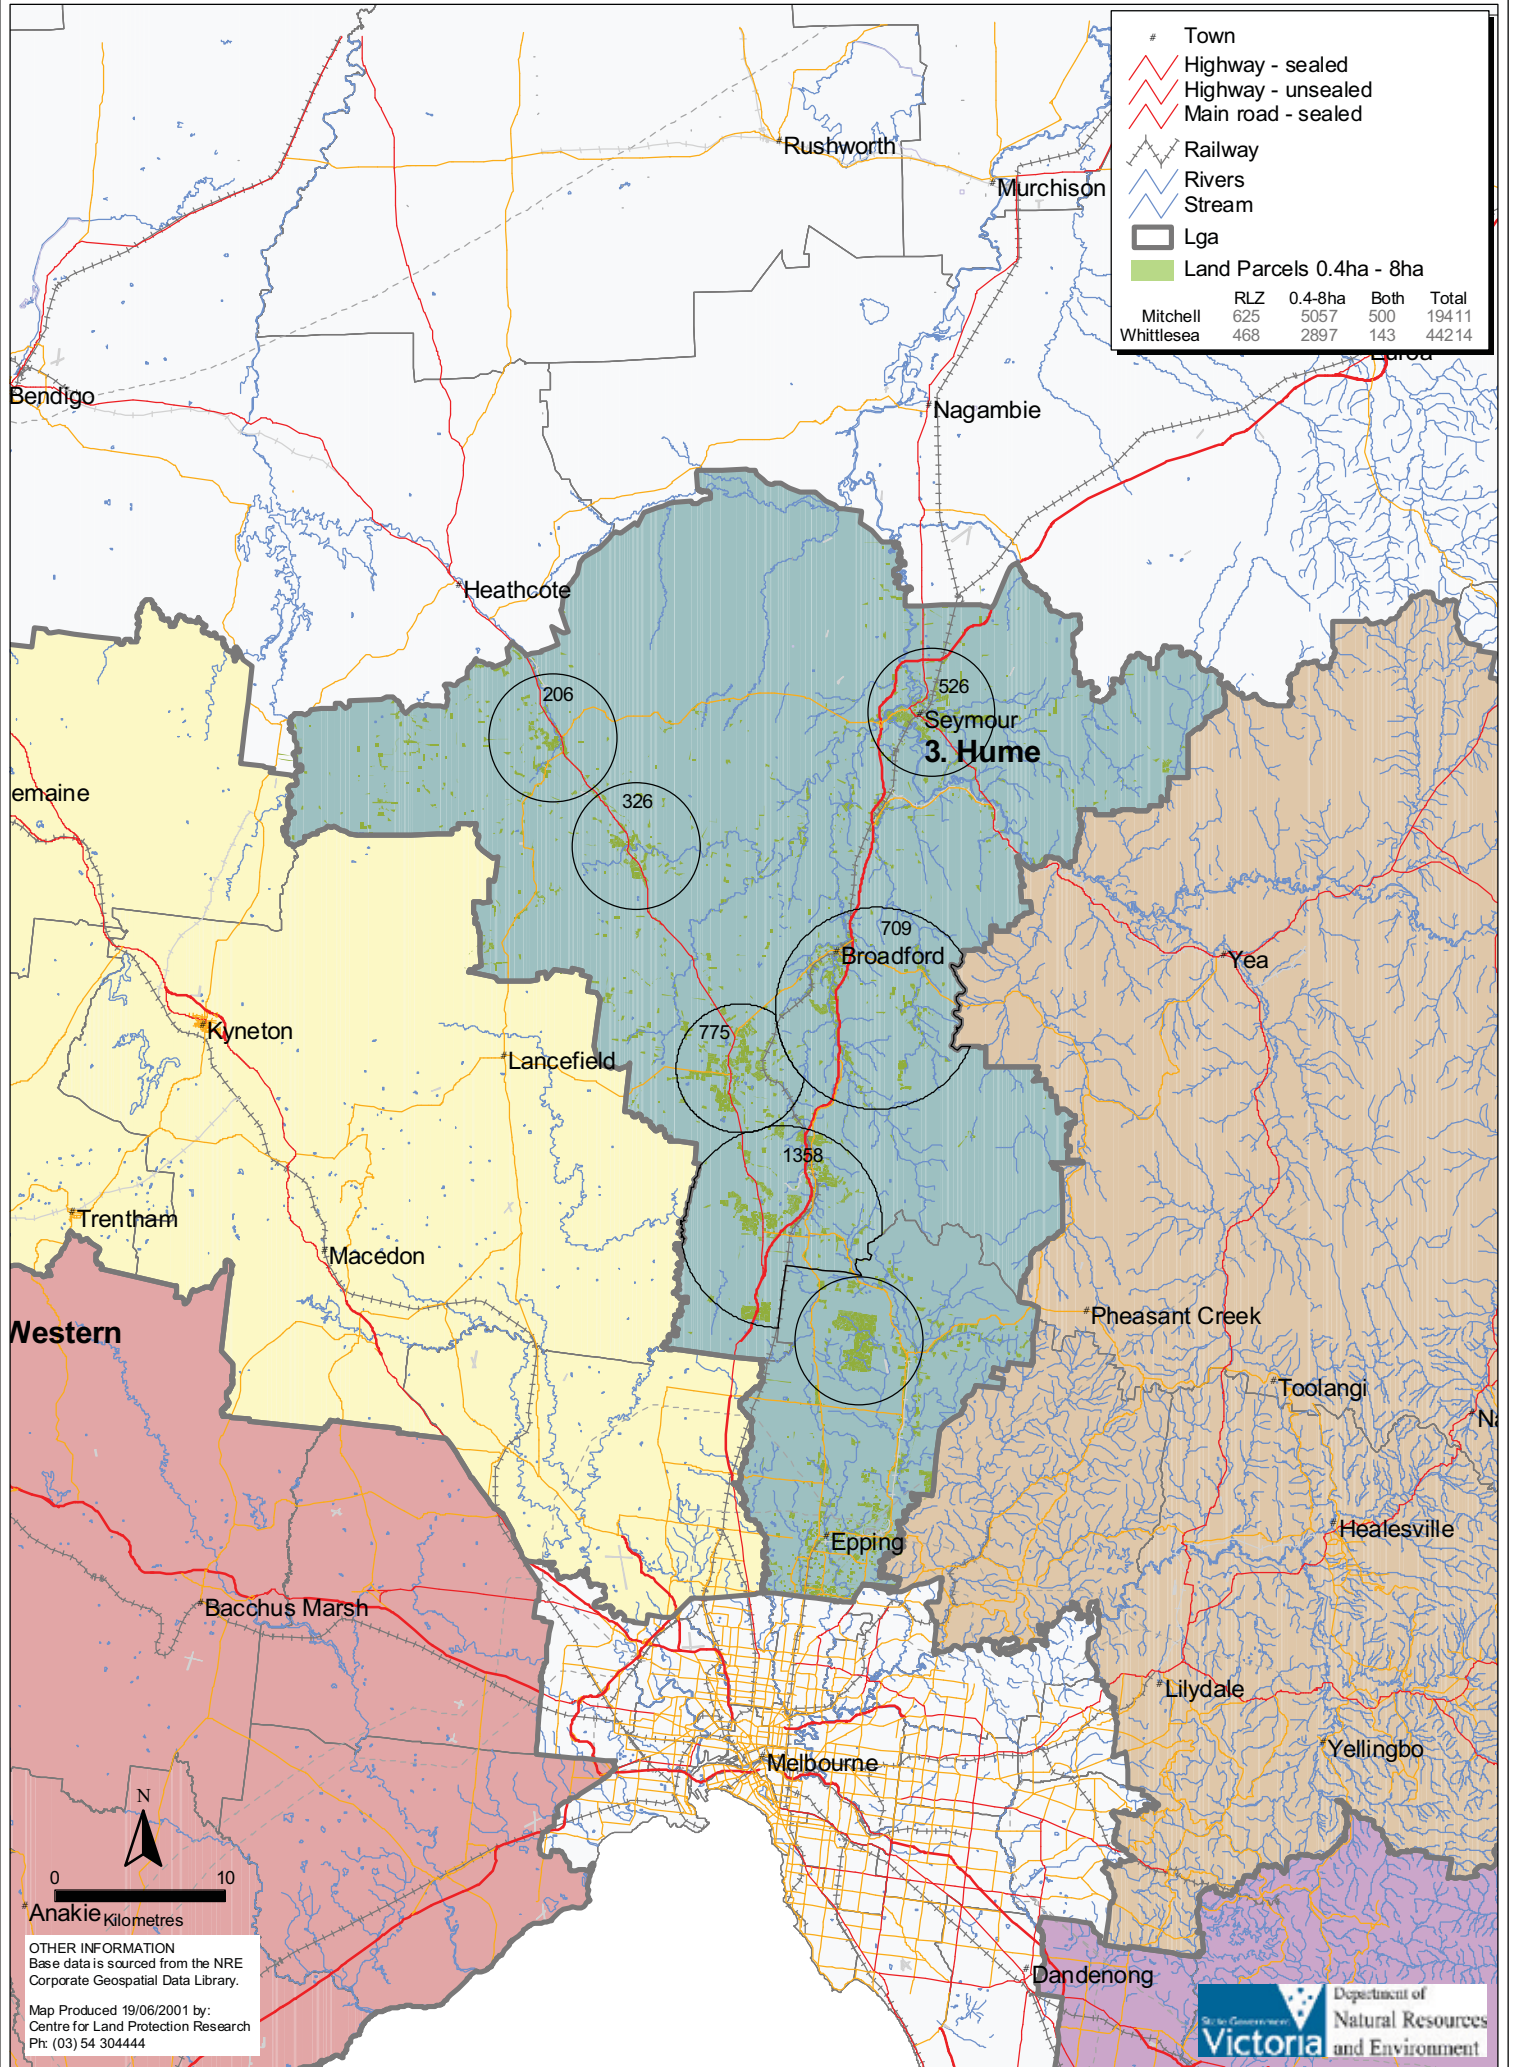 Town
Highway - sealed
Highway - unsealed
Main road - sealed
Railway
Rivers
Stream
Lga
Land Parcels 0.4ha - 8ha
RLZ 0.4-8ha Both Total
Mitchell 625 5057 500 19411
Whittlesea 468 2897 143 44214
Rushworth
Murchison
Bendigo
Nagambie
Heathcote
206
526
Seymour
3. Hume
emaine
326
709
Broadford
Yea
Kyneton
775
Lancefield
1358
Trentham
Macedon
Pheasant Creek
Western
Toolangi
Na
Epping
Healesville
Bacchus Marsh
Lilydale
Yellingbo
Melbourne
N
0 10
Kilometres
Anakie
Dandenong
OTHER INFORMATION
Base data is sourced from the NRE
Corporate Geospatial Data Library.
Map Produced 19/06/2001 by:
Centre for Land Protection Research
Ph: (03) 54 304444
State Government
Victoria
Department of
Natural Resources
and Environment